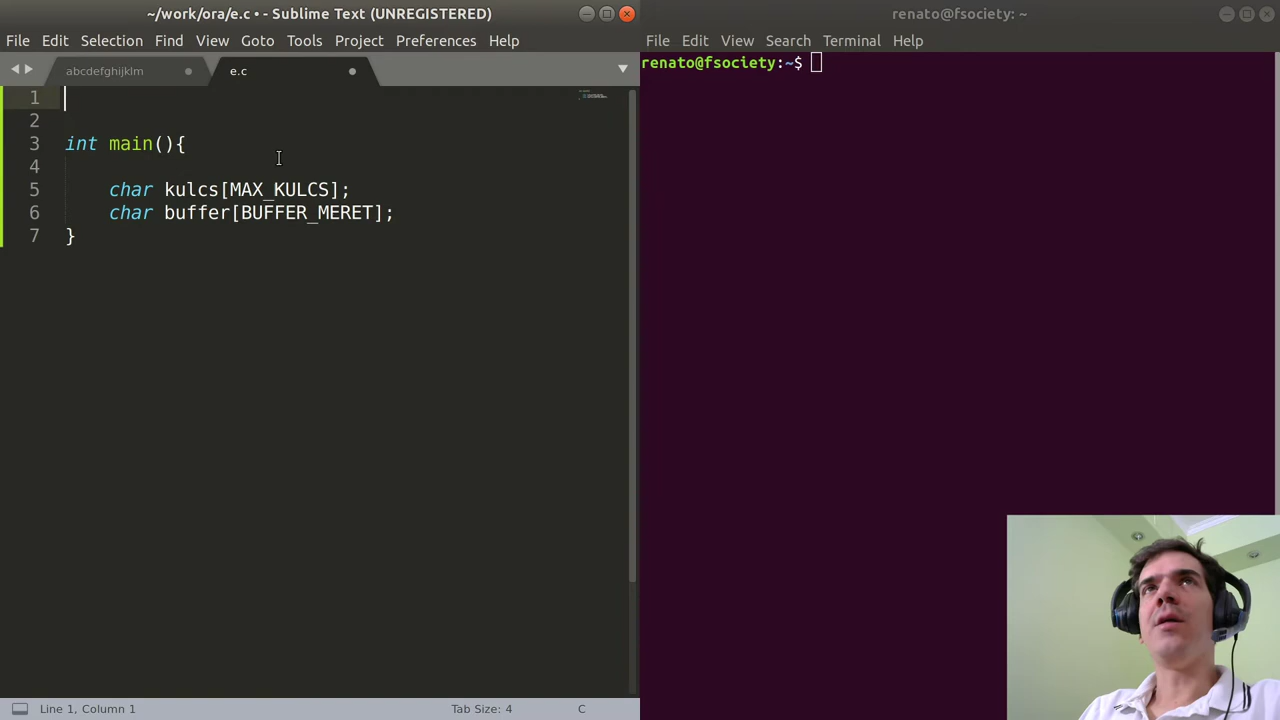 ~/work/ora/e.c • - Sublime Text (UNREGISTERED)
File Edit Selection Find View Goto Tools Project Preferences Help
abcdefghijklm
e.c
1
2
3 int main(){
4
5 char kulcs[MAX_KULCS];
6 char buffer[BUFFER_MERET];
7 }
Line 1, Column 1
Tab Size: 4
C
renato@fsociety: ~
File Edit View Search Terminal Help
renato@fsociety:~$